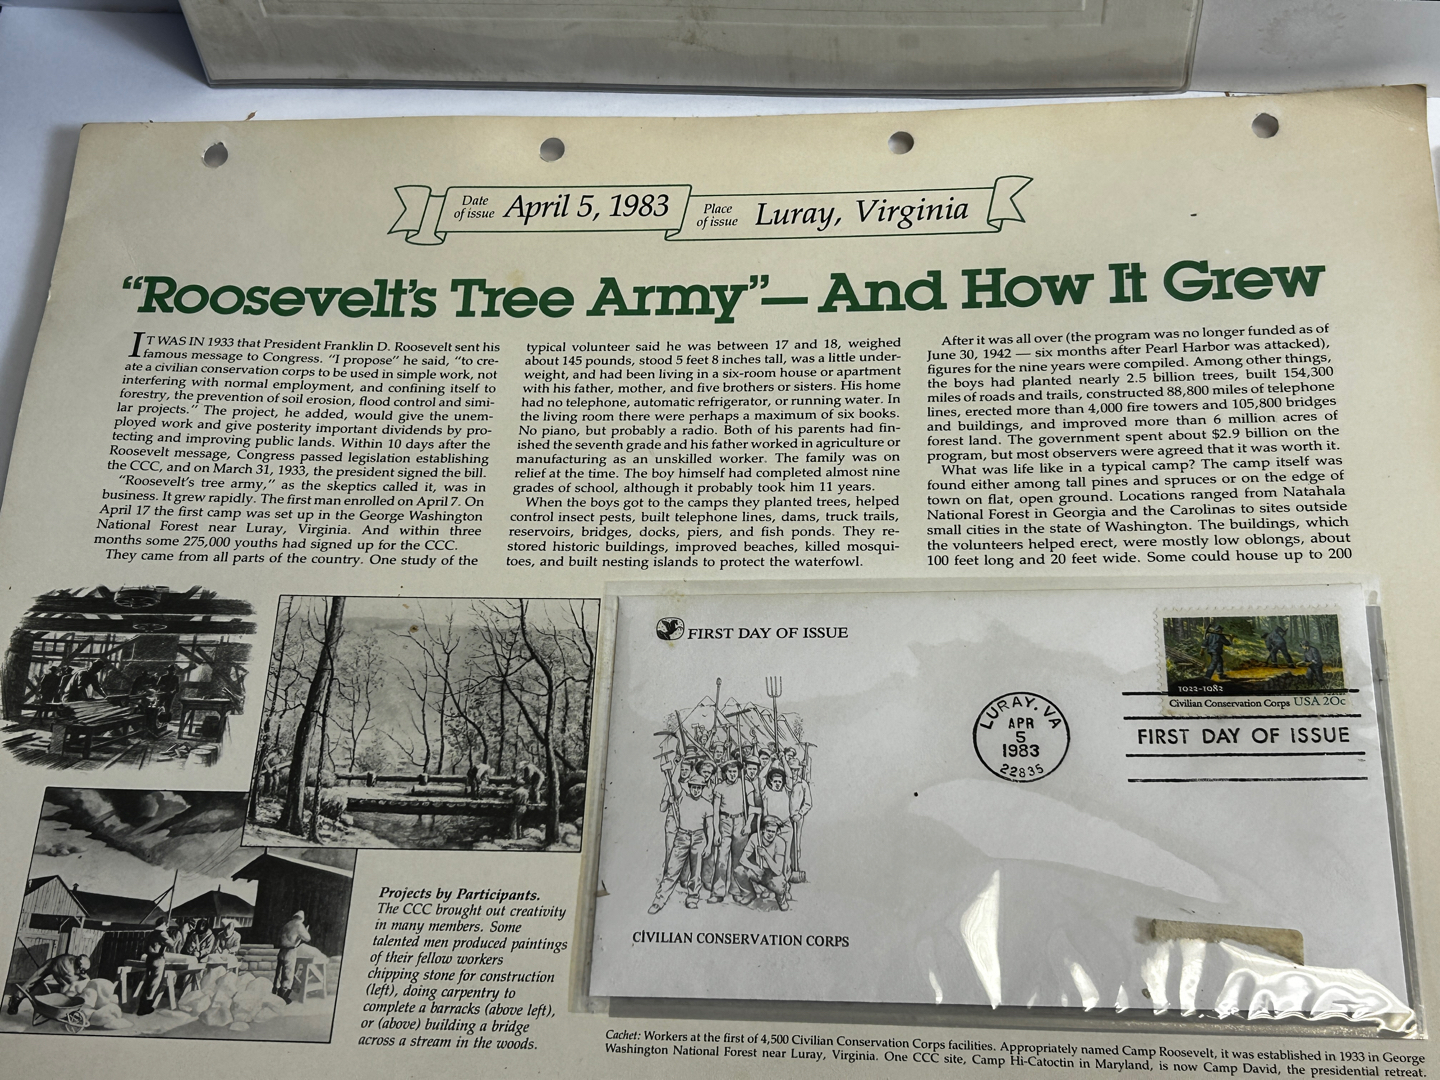 Date
of issue
April 5, 1983
Place
of issue
Luray, Virginia
“Roosevelt's Tree Army”—And How It Grew
IT WAS IN 1933 that President Franklin D. Roosevelt sent his
famous message to Congress. “I propose” he said, “to cre-
ate a civilian conservation corps to be used in simple work, not
interfering with normal employment, and confining itself to
forestry, the prevention of soil erosion, flood control and simi-
lar projects.” The project, he added, would give the unem-
ployed work and give posterity important dividends by pro-
tecting and improving public lands. Within 10 days after the
Roosevelt message, Congress passed legislation establishing
the CCC, and on March 31, 1933, the president signed the bill.
“Roosevelt's tree army,” as the skeptics called it, was in
business. It grew rapidly. The first man enrolled on April 7. On
April 17 the first camp was set up in the George Washington
National Forest near Luray, Virginia. And within three
months some 275,000 youths had signed up for the CCC.
They came from all parts of the country. One study of the
typical volunteer said he was between 17 and 18, weighed
about 145 pounds, stood 5 feet 8 inches tall, was a little under-
weight, and had been living in a six-room house or apartment
with his father, mother, and five brothers or sisters. His home
had no telephone, automatic refrigerator, or running water. In
the living room there were perhaps a maximum of six books.
No piano, but probably a radio. Both of his parents had fin-
ished the seventh grade and his father worked in agriculture or
manufacturing as an unskilled worker. The family was on
relief at the time. The boy himself had completed almost nine
grades of school, although it probably took him 11 years.
When the boys got to the camps they planted trees, helped
control insect pests, built telephone lines, dams, truck trails,
reservoirs, bridges, docks, piers, and fish ponds. They re-
stored historic buildings, improved beaches, killed mosqui-
toes, and built nesting islands to protect the waterfowl.
After it was all over (the program was no longer funded as of
June 30, 1942 — six months after Pearl Harbor was attacked),
figures for the nine years were compiled. Among other things,
the boys had planted nearly 2.5 billion trees, built 154,300
miles of roads and trails, constructed 88,800 miles of telephone
lines, erected more than 4,000 fire towers and 105,800 bridges
and buildings, and improved more than 6 million acres of
forest land. The government spent about $2.9 billion on the
program, but most observers were agreed that it was worth it.
What was life like in a typical camp? The camp itself was
found either among tall pines and spruces or on the edge of
town on flat, open ground. Locations ranged from Natahala
National Forest in Georgia and the Carolinas to sites outside
small cities in the state of Washington. The buildings, which
the volunteers helped erect, were mostly low oblongs, about
100 feet long and 20 feet wide. Some could house up to 200
Projects by Participants.
The CCC brought out creativity
in many members. Some
talented men produced paintings
of their fellow workers
chipping stone for construction
(left), doing carpentry to
complete a barracks (above left),
or (above) building a bridge
across a stream in the woods.
FIRST DAY OF ISSUE
CIVILIAN CONSERVATION CORPS
LURAY, VA
APR
5
1983
22835
1933-1983
Civilian Conservation Corps USA 20c
FIRST DAY OF ISSUE
Cachet: Workers at the first of 4,500 Civilian Conservation Corps facilities. Appropriately named Camp Roosevelt, it was established in 1933 in George
Washington National Forest near Luray, Virginia. One CCC site, Camp Hi-Catoctin in Maryland, is now Camp David, the presidential retreat.